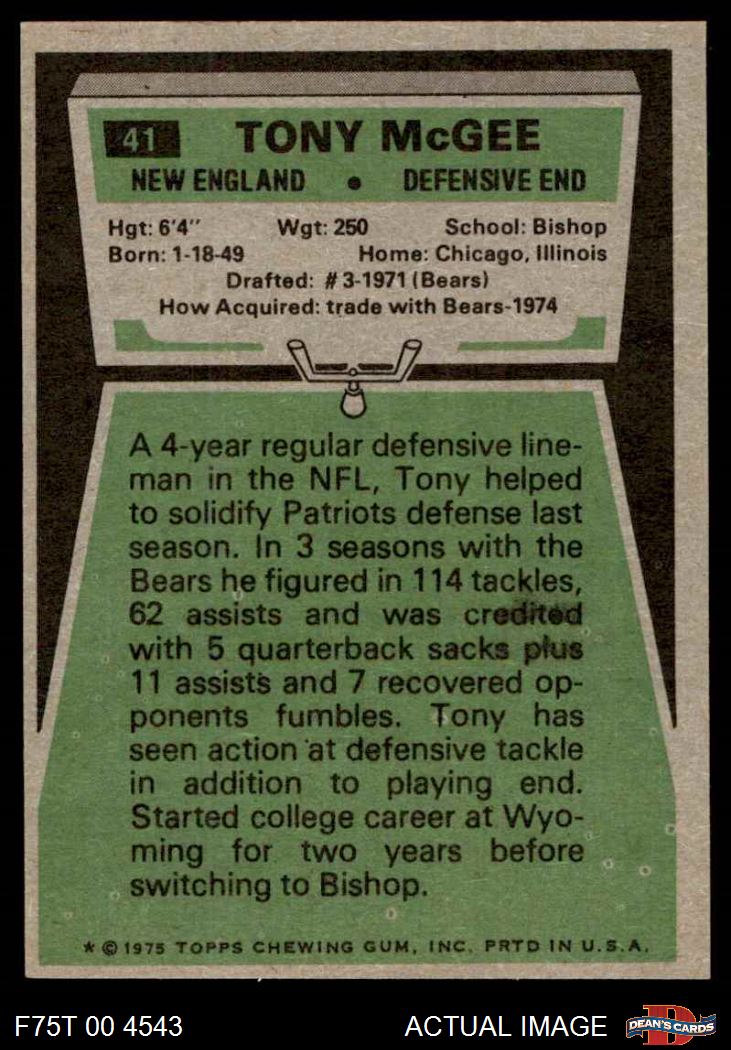 41 TONY McGEE
NEW ENGLAND • DEFENSIVE END
Hgt: 6'4" Wgt: 250 School: Bishop
Born: 1-18-49 Home: Chicago, Illinois
Drafted: #3-1971 (Bears)
How Acquired: trade with Bears-1974
A 4-year regular defensive line-
man in the NFL, Tony helped
to solidify Patriots defense last
season. In 3 seasons with the
Bears he figured in 114 tackles,
62 assists and was credited
with 5 quarterback sacks plus
11 assists and 7 recovered op-
ponents fumbles. Tony has
seen action at defensive tackle
in addition to playing end.
Started college career at Wyo-
ming for two years before
switching to Bishop.
* © 1975 TOPPS CHEWING GUM, INC. PRTD IN U.S.A.
F75T 00 4543 ACTUAL IMAGE D DEAN'S CARDS